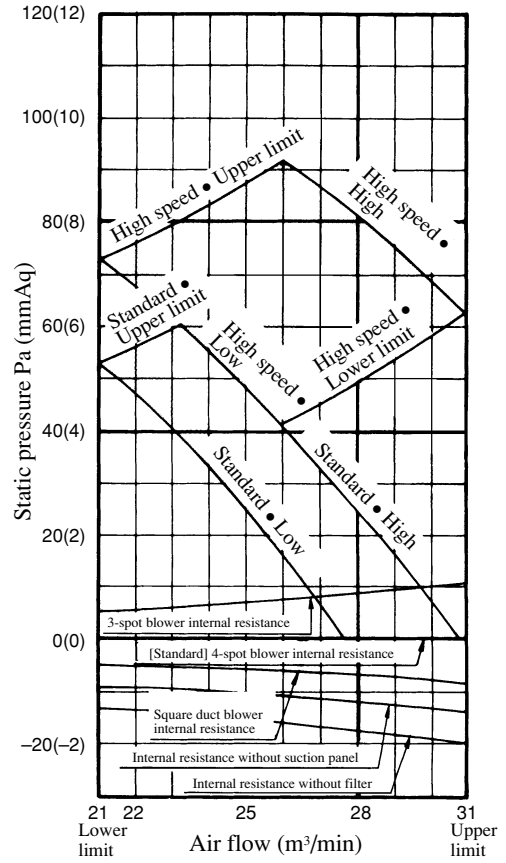 120(12)
100(10)
80(8)
60(6)
40(4)
20(2)
0(0)
–20(–2)
Static pressure Pa (mmAq)
High speed • Upper limit
High speed •
High
Standard •
Upper limit
High speed •
Low
High speed •
Lower limit
Standard • Low
Standard • High
3-spot blower internal resistance
[Standard] 4-spot blower internal resistance
Square duct blower
internal resistance
Internal resistance without suction panel
Internal resistance without filter
21 22 25 28 31
Lower
limit
Air flow (m³/min)
Upper
limit